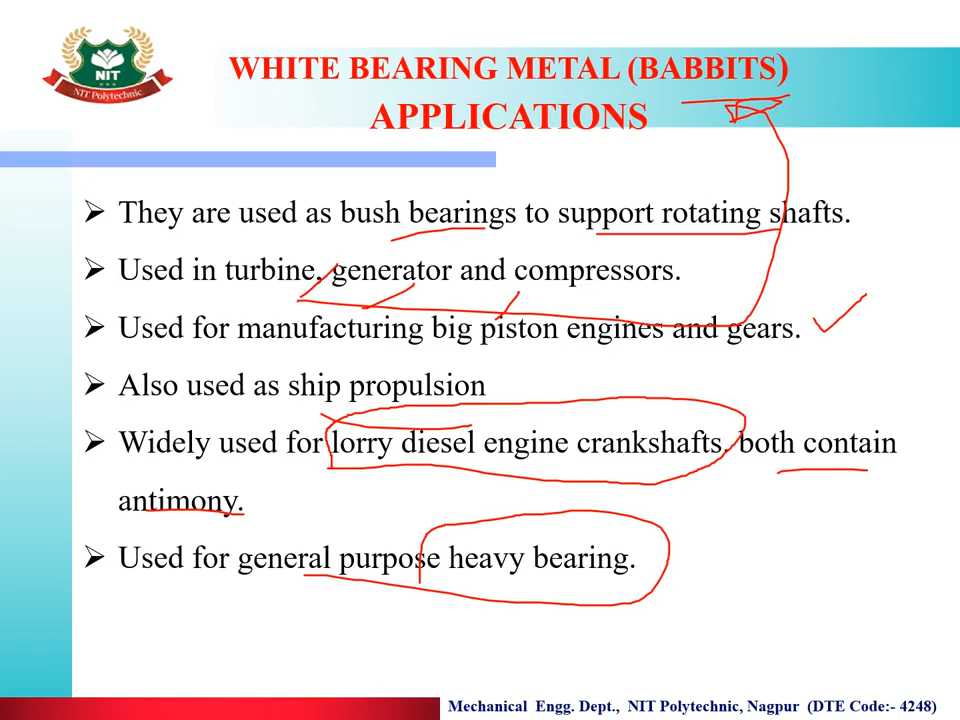 NIT
NIT Polytechnic
WHITE BEARING METAL (BABBITS)
APPLICATIONS
➢ They are used as bush bearings to support rotating shafts.
➢ Used in turbine, generator and compressors.
➢ Used for manufacturing big piston engines and gears.
➢ Also used as ship propulsion
➢ Widely used for lorry diesel engine crankshafts, both contain
antimony.
➢ Used for general purpose heavy bearing.
Mechanical Engg. Dept., NIT Polytechnic, Nagpur (DTE Code:- 4248)